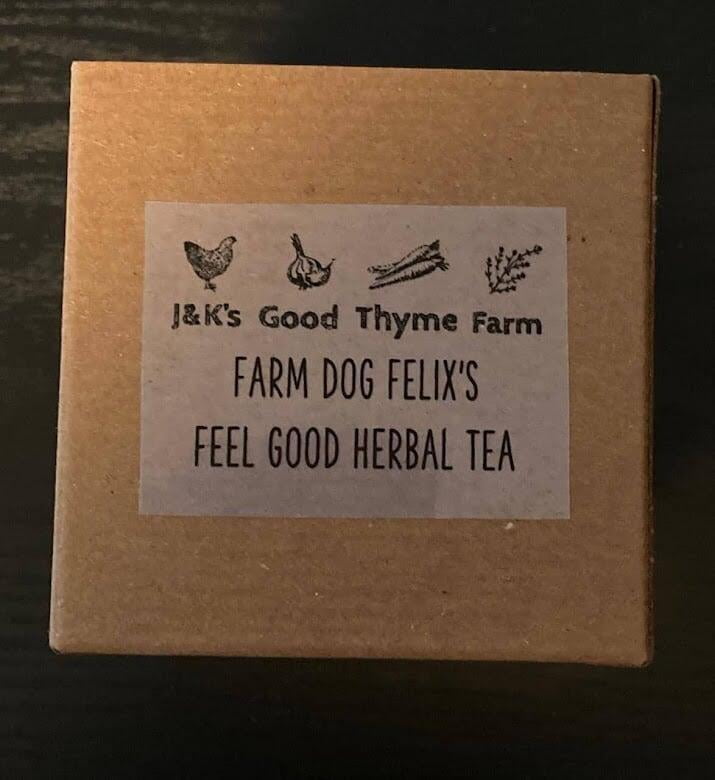 J&K's Good Thyme Farm
FARM DOG FELIX'S
FEEL GOOD HERBAL TEA